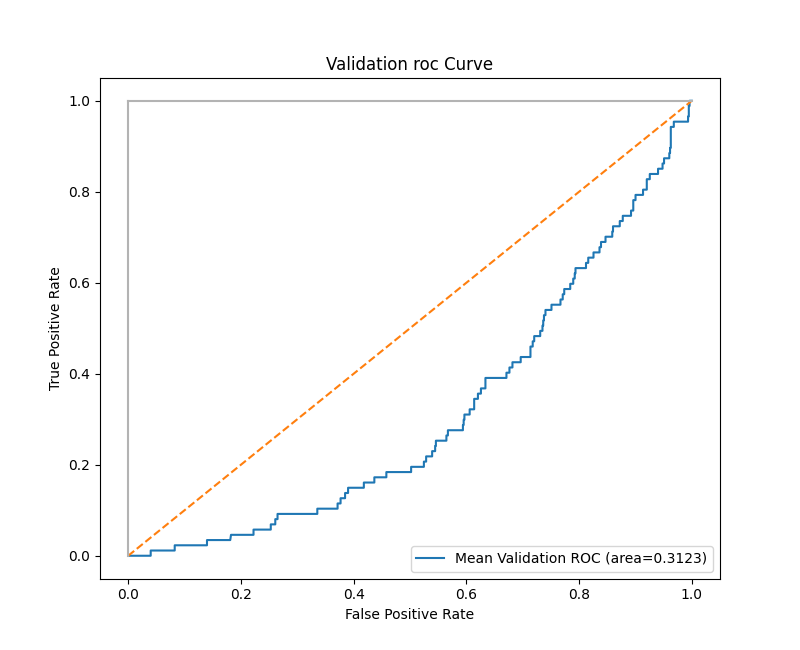 Validation roc Curve
1.0
0.8
0.6
0.4
0.2
0.0
True Positive Rate
Mean Validation ROC (area=0.3123)
0.0 0.2 0.4 0.6 0.8 1.0
False Positive Rate